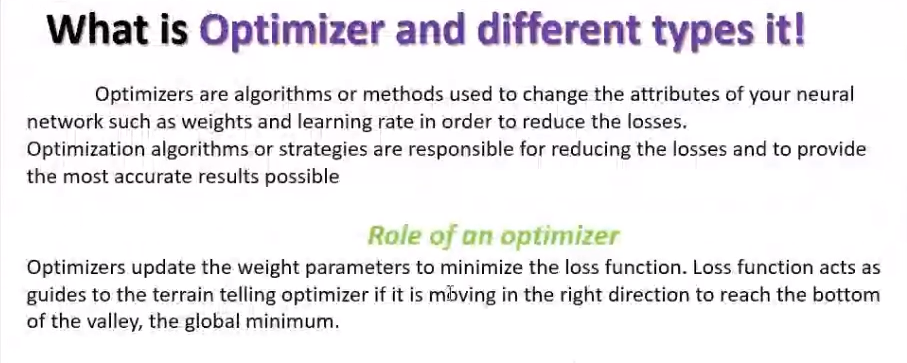 What is Optimizer and different types it!
Optimizers are algorithms or methods used to change the attributes of your neural
network such as weights and learning rate in order to reduce the losses.
Optimization algorithms or strategies are responsible for reducing the losses and to provide
the most accurate results possible
Role of an optimizer
Optimizers update the weight parameters to minimize the loss function. Loss function acts as
guides to the terrain telling optimizer if it is moving in the right direction to reach the bottom
of the valley, the global minimum.